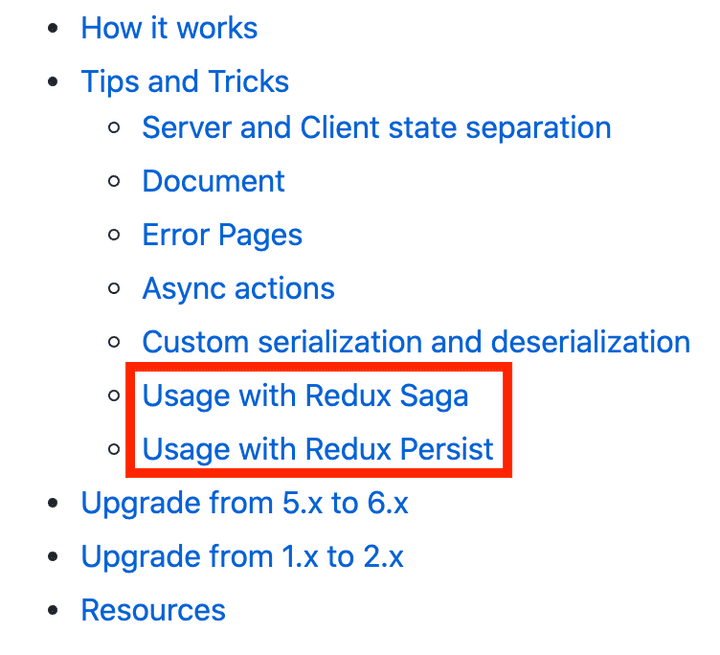 How it works
Tips and Tricks
Server and Client state separation
Document
Error Pages
Async actions
Custom serialization and deserialization
Usage with Redux Saga
Usage with Redux Persist
Upgrade from 5.x to 6.x
Upgrade from 1.x to 2.x
Resources